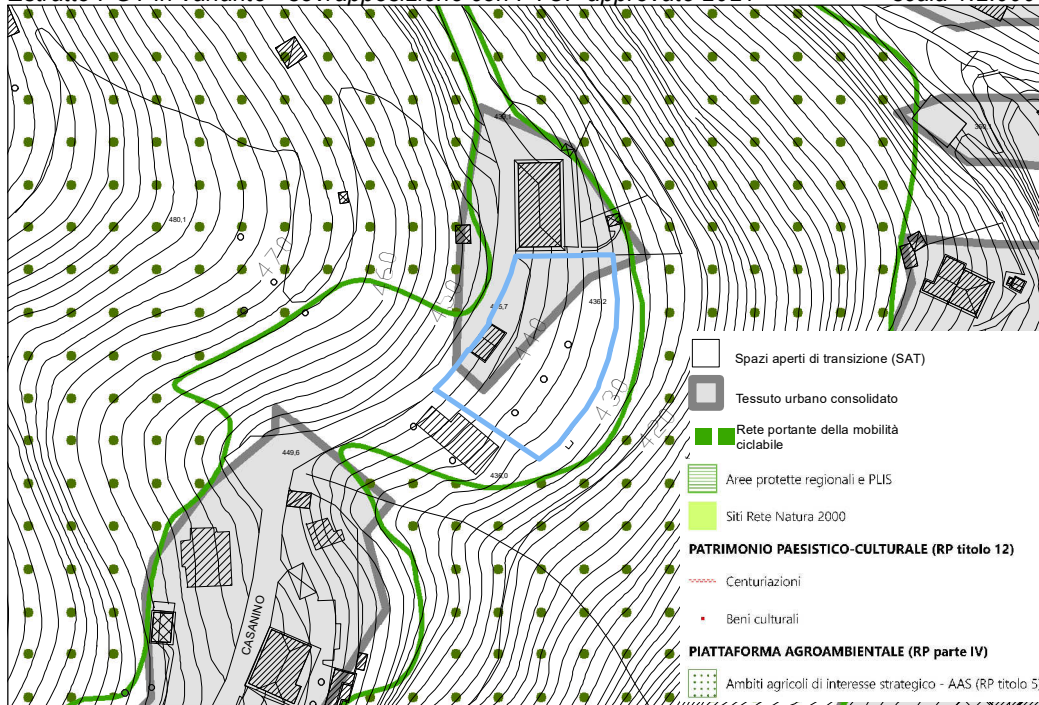 480,1
470
460
450
439,1
436,2
440
430
420
436,0
449,6
CASANINO
Spazi aperti di transizione (SAT)
Tessuto urbano consolidato
Rete portante della mobilità
ciclabile
Aree protette regionali e PLIS
Siti Rete Natura 2000
PATRIMONIO PAESISTICO-CULTURALE (RP titolo 12)
Centuriazioni
Beni culturali
PIATTAFORMA AGROAMBIENTALE (RP parte IV)
Ambiti agricoli di interesse strategico - AAS (RP titolo 5)